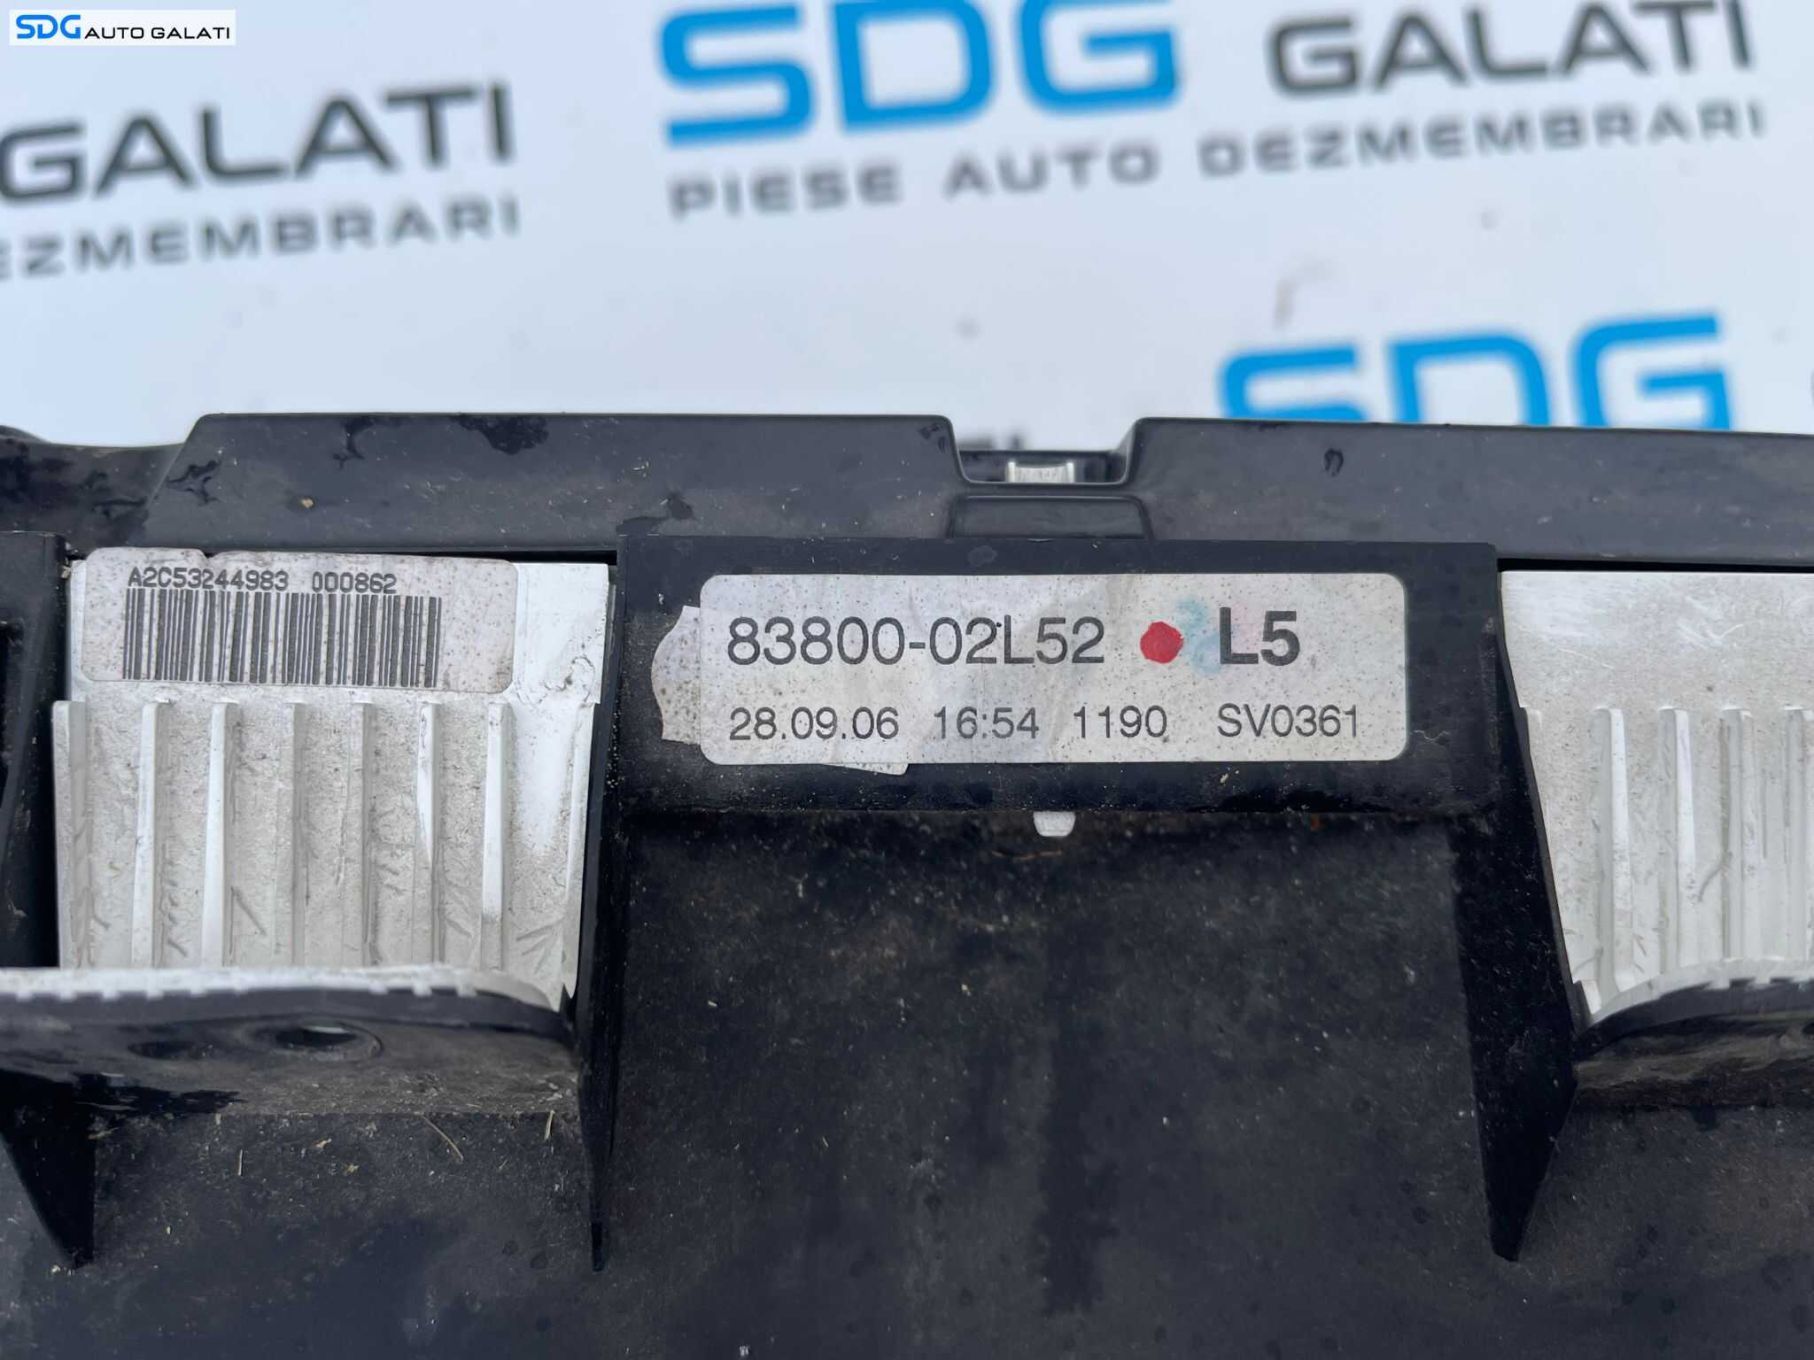 SDG AUTO GALATI
SDG GALATI
PIESE AUTO DEZMEMBRARI
GALATI
DEZMEMBRARI
SDG
A2C53244983 000862
83800-02L52 L5
28.09.06 16:54 1190 SV0361